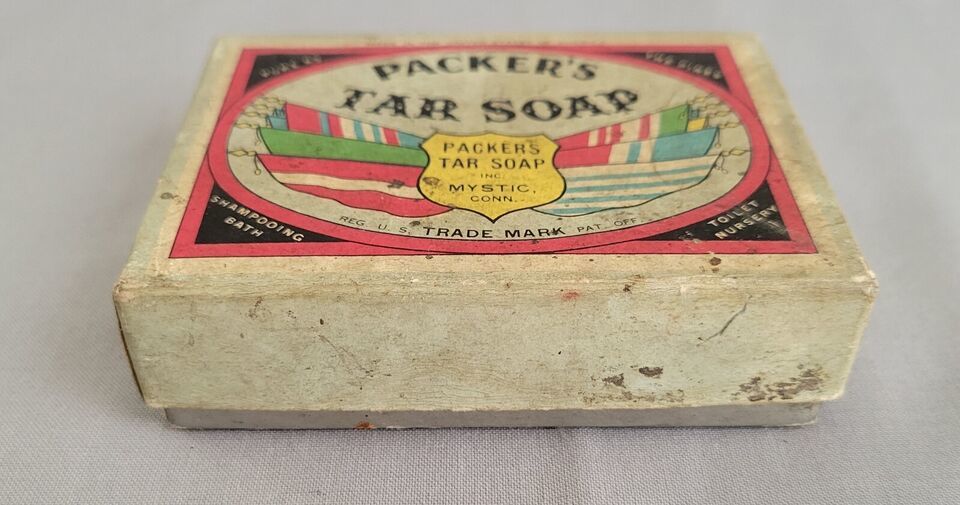 PACKER'S
TAR SOAP
PACKERS
TAR SOAP
INC.
MYSTIC,
CONN.
SHAMPOOING
BATH
TOILET
NURSERY
REG. U. S. TRADE MARK PAT. OFF.